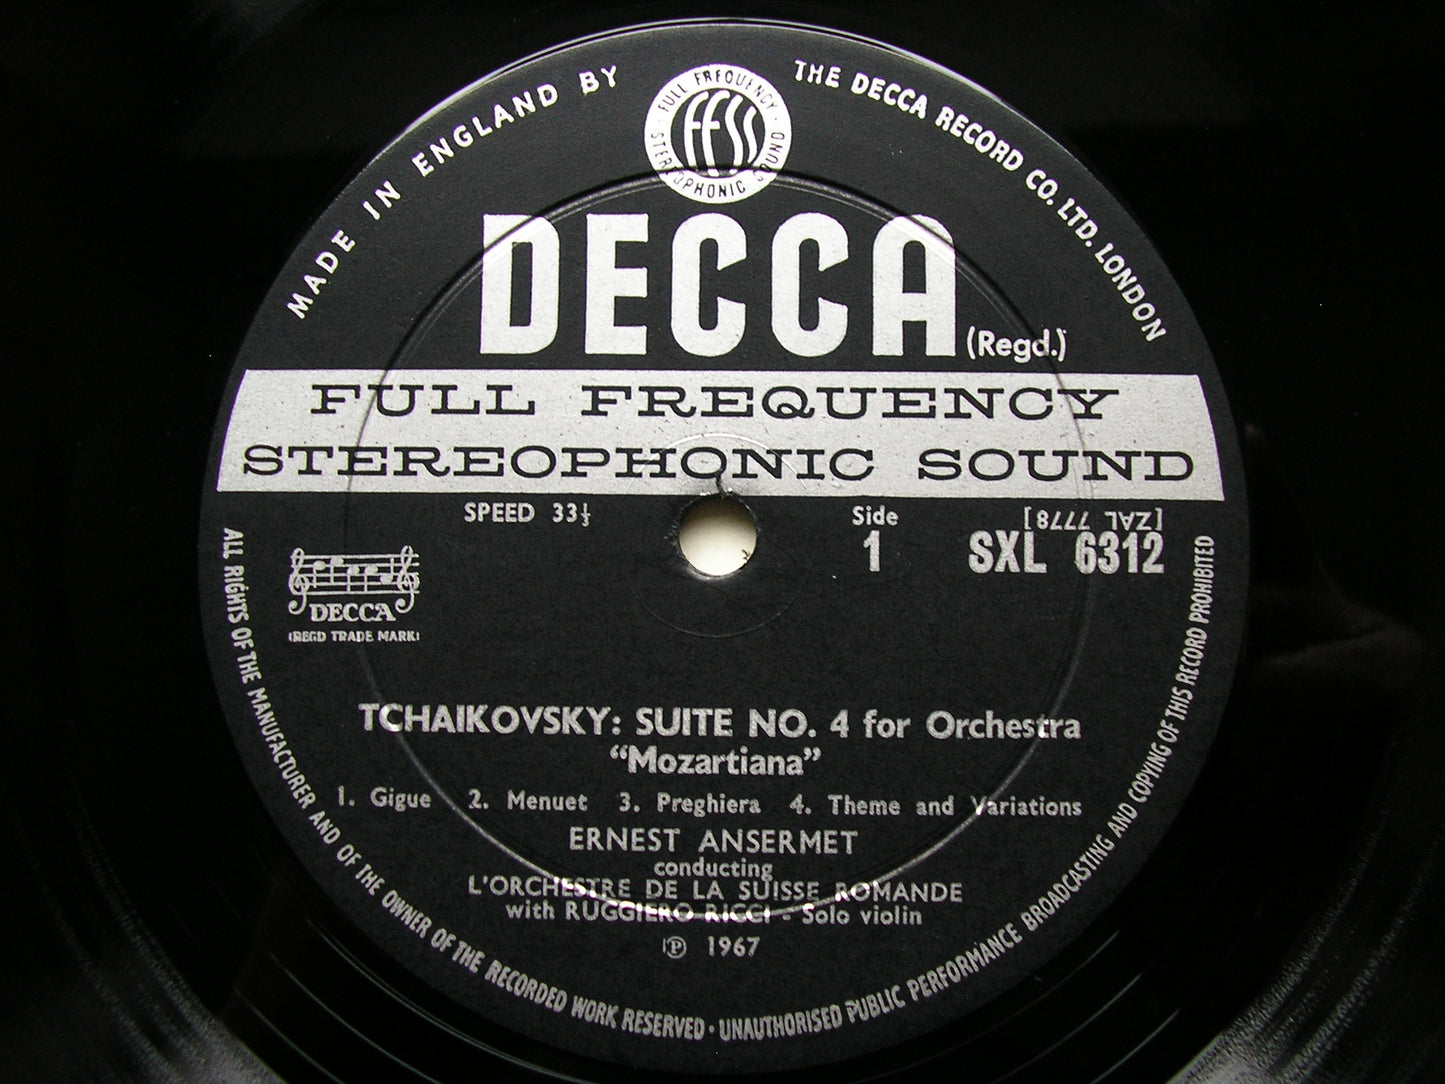 MADE IN ENGLAND BY THE DECCA RECORD CO. LTD. LONDON
FULL FREQUENCY · STEREOPHONIC SOUND ·
FFSS
DECCA (Regd.)
FULL FREQUENCY
STEREOPHONIC SOUND
SPEED 33⅓
Side
1
[ZAL 7778]
SXL 6312
DECCA
(REGD TRADE MARK)
TCHAIKOVSKY: SUITE NO. 4 for Orchestra
“Mozartiana”
1. Gigue 2. Menuet 3. Preghiera 4. Theme and Variations
ERNEST ANSERMET
conducting
L'ORCHESTRE DE LA SUISSE ROMANDE
with RUGGIERO RICCI - Solo violin
℗ 1967
ALL RIGHTS OF THE MANUFACTURER AND OF THE OWNER OF THE RECORDED WORK RESERVED · UNAUTHORISED PUBLIC PERFORMANCE BROADCASTING AND COPYING OF THIS RECORD PROHIBITED